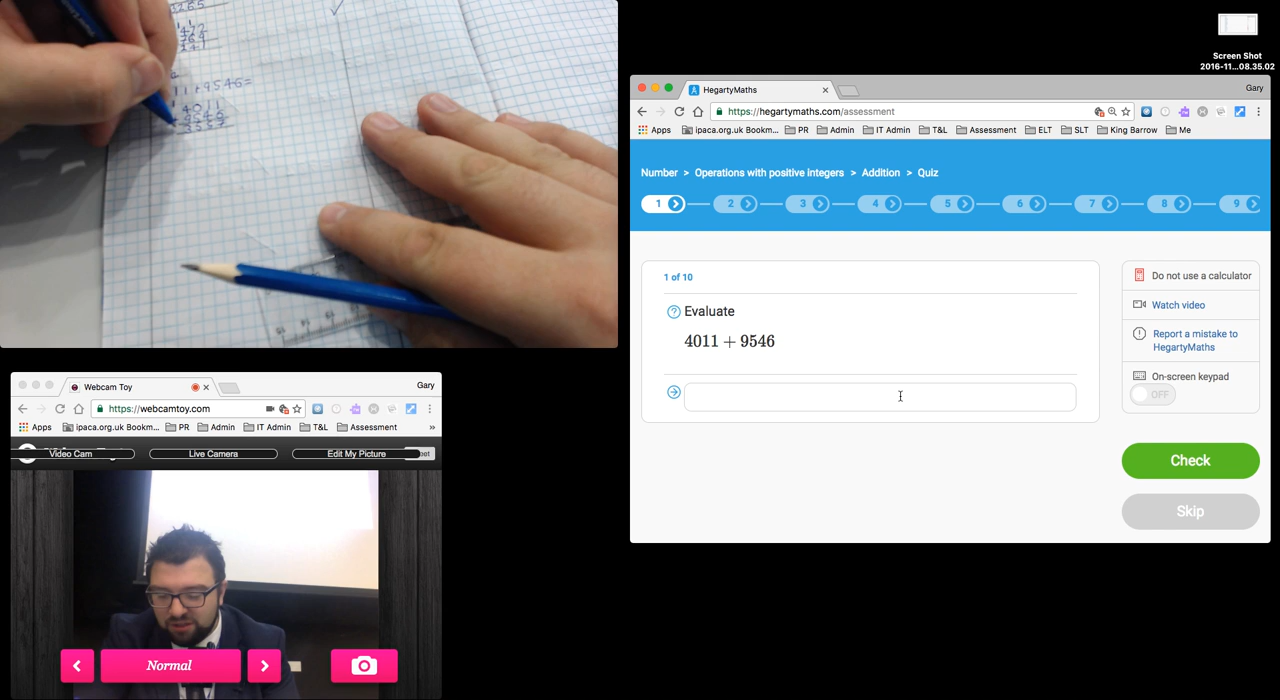 11+9546=
4011
9546
Screen Shot
2016-11...08.35.02
HegartyMaths
Gary
https://hegartymaths.com/assessment
Apps ipaca.org.uk Bookm... PR Admin IT Admin T&L Assessment ELT SLT King Barrow Me
Number > Operations with positive integers > Addition > Quiz
1 2 3 4 5 6 7 8 9
1 of 10
Evaluate
4011 + 9546
Do not use a calculator
Watch video
Report a mistake to
HegartyMaths
On-screen keypad
OFF
Check
Skip
Webcam Toy
Gary
https://webcamtoy.com
Apps ipaca.org.uk Bookm... PR Admin IT Admin T&L Assessment »
Video Cam Live Camera Edit My Picture
Normal